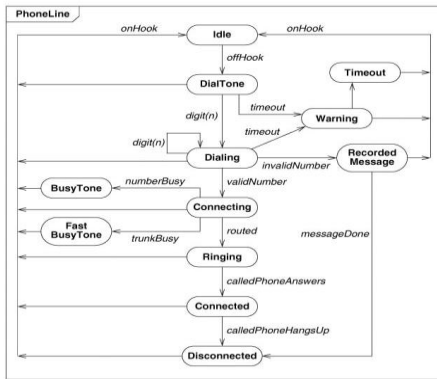 PhoneLine
onHook
Idle
onHook
offHook
DialTone
Timeout
timeout
Warning
digit(n)
digit(n)
timeout
Dialing
Recorded
Message
invalidNumber
validNumber
BusyTone
numberBusy
Connecting
Fast
BusyTone
trunkBusy
routed
messageDone
Ringing
calledPhoneAnswers
Connected
calledPhoneHangsUp
Disconnected